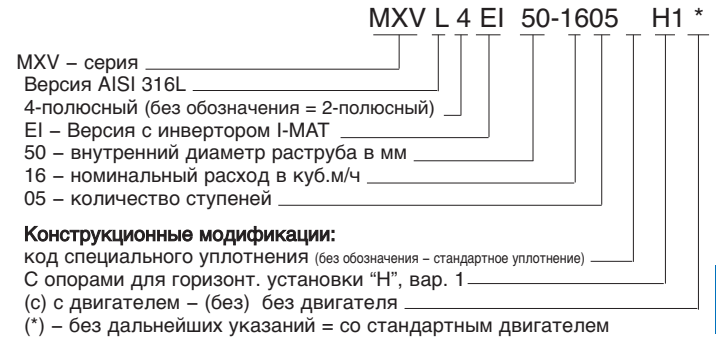 MXV L 4 EI 50-1605 H1 *
MXV – серия
Версия AISI 316L
4-полюсный (без обозначения = 2-полюсный)
EI – Версия с инвертором I-MAT
50 – внутренний диаметр раструба в мм
16 – номинальный расход в куб.м/ч
05 – количество ступеней
Конструкционные модификации:
код специального уплотнения (без обозначения – стандартное уплотнение)
С опорами для горизонт. установки “Н”, вар. 1
(с) с двигателем – (без) без двигателя
(*) – без дальнейших указаний = со стандартным двигателем